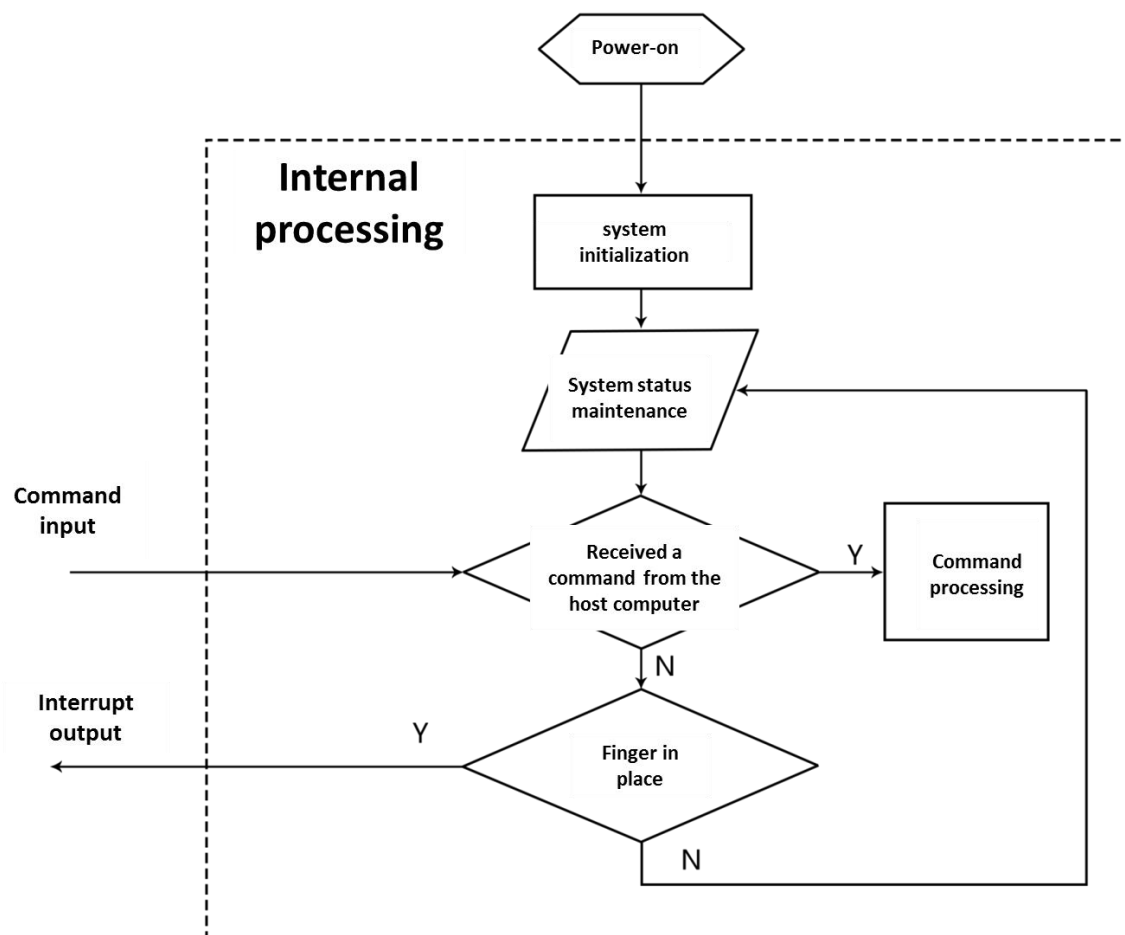 Power-on
Internal
processing
system
initialization
System status
maintenance
Command
input
Received a
command from the
host computer
Y
Command
processing
N
Interrupt
output
Y
Finger in
place
N